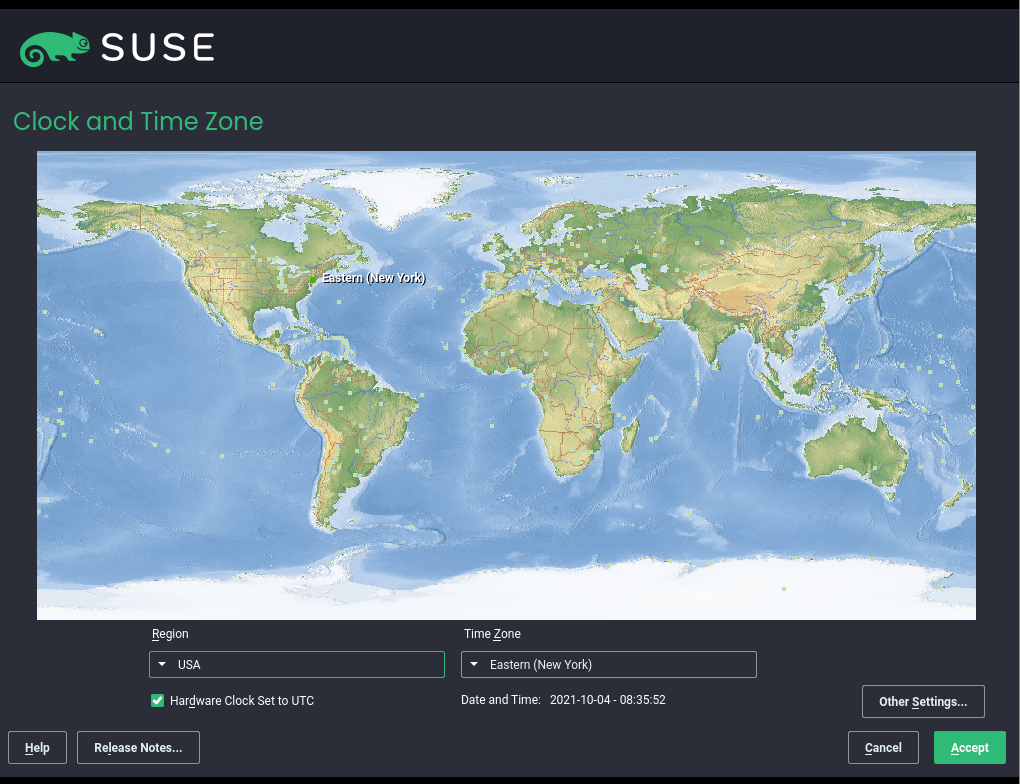 SUSE
Clock and Time Zone
Eastern (New York)
Region
Time Zone
USA
Eastern (New York)
Hardware Clock Set to UTC
Date and Time: 2021-10-04 - 08:35:52
Other Settings...
Help
Release Notes...
Cancel
Accept